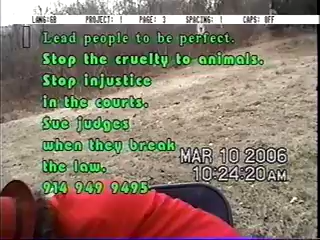 LANG:GB PROJECT: 1 PAGE: 3 SPACING: 1 CAPS: OFF
Lead people to be perfect.
Stop the cruelty to animals.
Stop injustice
in the courts.
Sue judges
when they break
the law.
914 949 9495
MAR 10 2006
10:24:20 AM